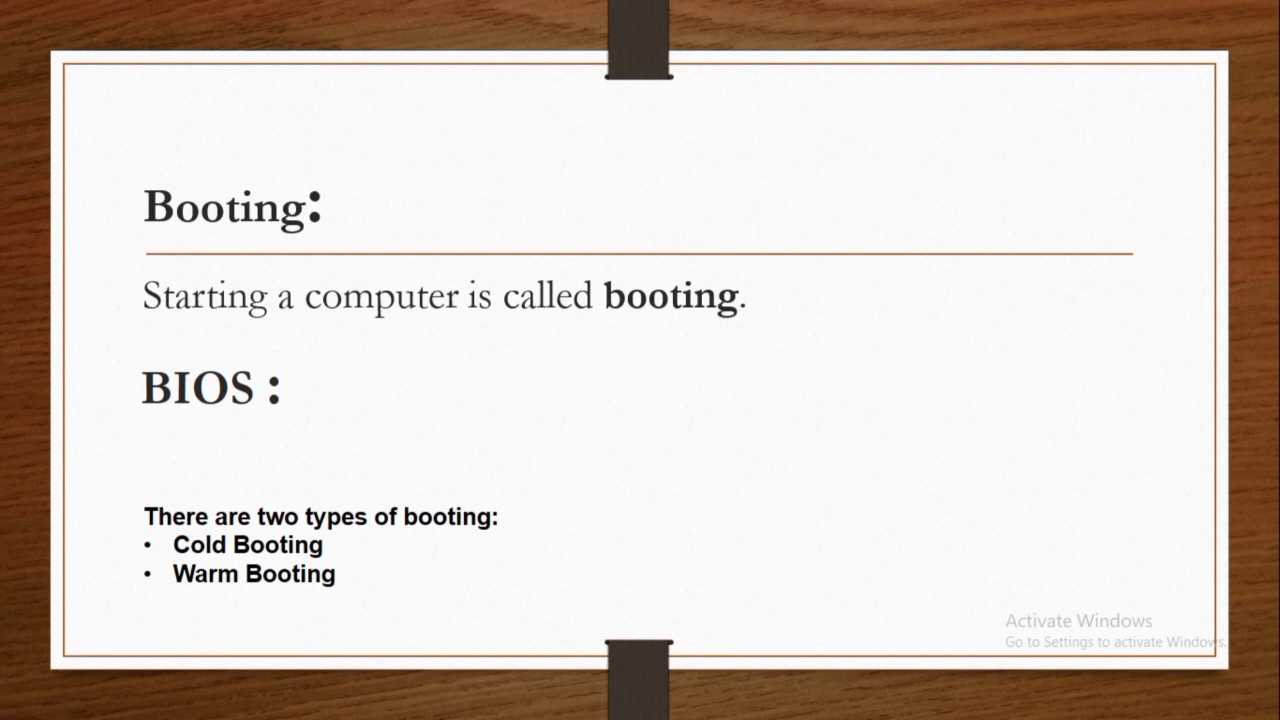 Booting:
Starting a computer is called booting.
BIOS :
There are two types of booting:
• Cold Booting
• Warm Booting
Activate Windows
Go to Settings to activate Windows.